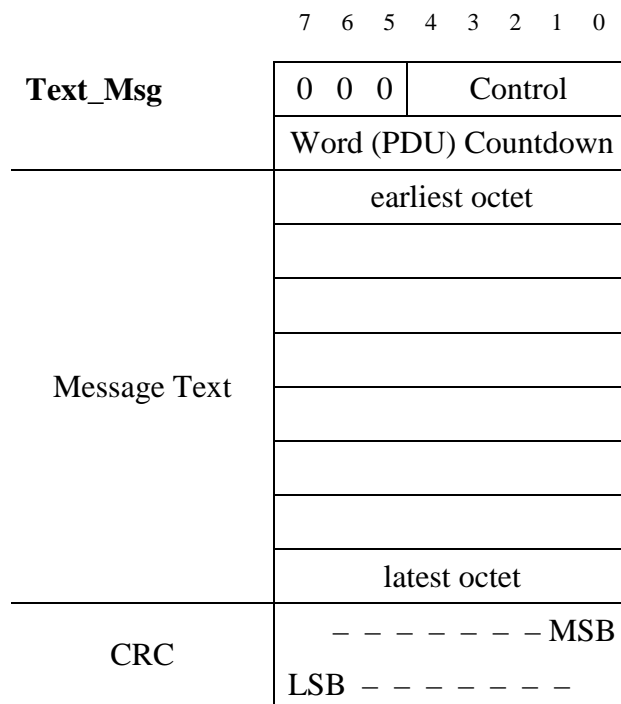 7 6 5 4 3 2 1 0
Text_Msg 0 0 0 Control
Word (PDU) Countdown
earliest octet
Message Text
latest octet
CRC – – – – – – – MSB
LSB – – – – – – –